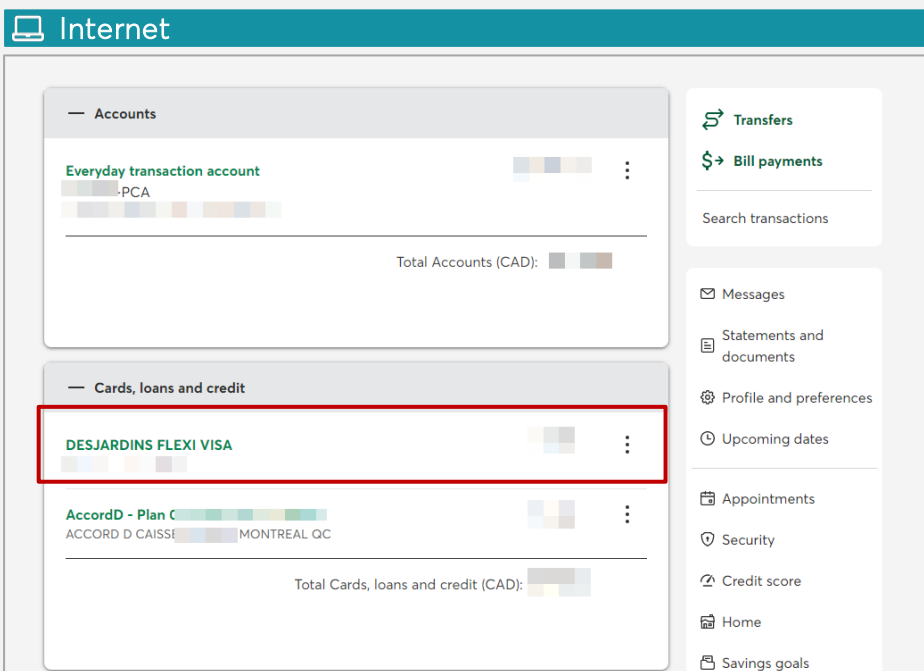 Internet
Accounts
Everyday transaction account
-PCA
Total Accounts (CAD):
Cards, loans and credit
DESJARDINS FLEXI VISA
AccordD - Plan
ACCORD D CAISSE MONTREAL QC
Total Cards, loans and credit (CAD):
Transfers
Bill payments
Search transactions
Messages
Statements and
documents
Profile and preferences
Upcoming dates
Appointments
Security
Credit score
Home
Savings goals